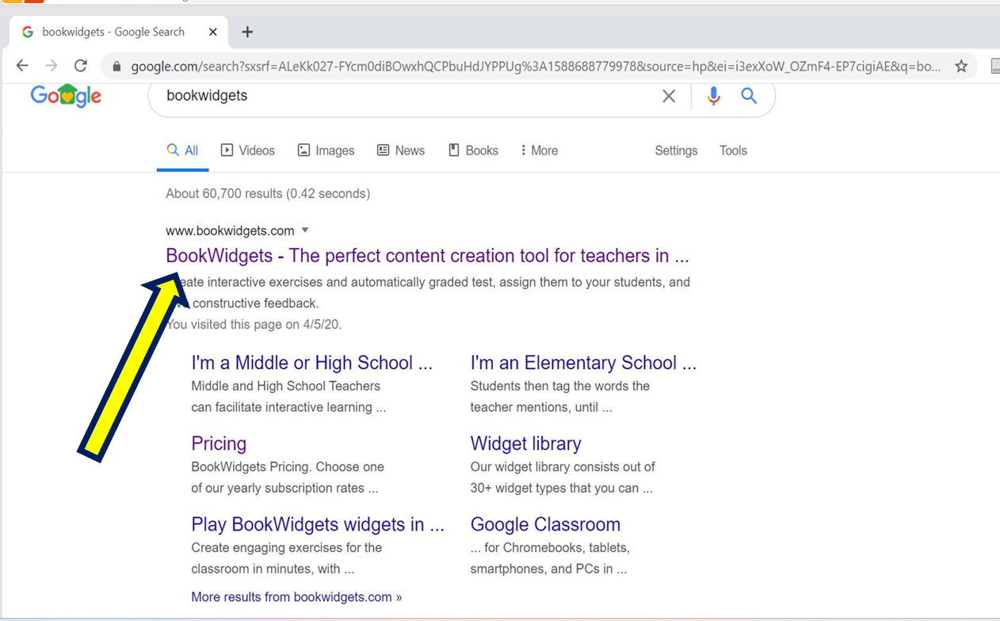 bookwidgets - Google Search
google.com/search?sxsrf=ALeKk027-FYcm0diBOwxhQCPbuHdJYPPUg%3A1588688779978&source=hp&ei=i3exXoW_OZmF4-EP7cigiAE&q=bo...
Google bookwidgets
All Videos Images News Books More Settings Tools
About 60,700 results (0.42 seconds)
www.bookwidgets.com
BookWidgets - The perfect content creation tool for teachers in ...
interactive exercises and automatically graded test, assign them to your students, and
constructive feedback.
You visited this page on 4/5/20.
I'm a Middle or High School ...
Middle and High School Teachers
can facilitate interactive learning ...
I'm an Elementary School ...
Students then tag the words the
teacher mentions, until ...
Pricing
BookWidgets Pricing. Choose one
of our yearly subscription rates ...
Widget library
Our widget library consists out of
30+ widget types that you can ...
Play BookWidgets widgets in ...
Create engaging exercises for the
classroom in minutes, with ...
Google Classroom
... for Chromebooks, tablets,
smartphones, and PCs in ...
More results from bookwidgets.com »